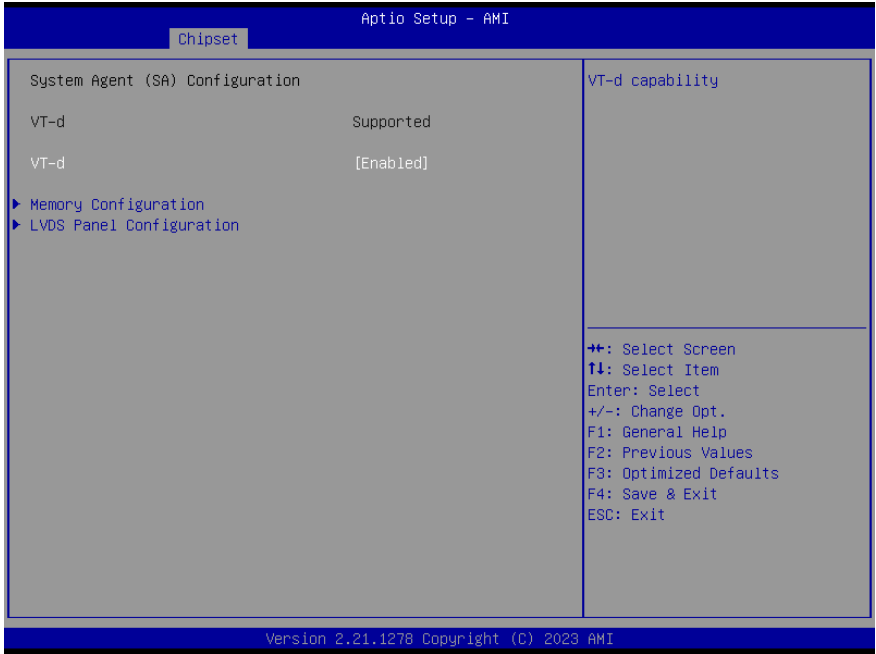 Aptio Setup – AMI
Chipset
System Agent (SA) Configuration
VT-d Supported
VT-d [Enabled]
▶ Memory Configuration
▶ LVDS Panel Configuration
VT-d capability
→←: Select Screen
↑↓: Select Item
Enter: Select
+/-: Change Opt.
F1: General Help
F2: Previous Values
F3: Optimized Defaults
F4: Save & Exit
ESC: Exit
Version 2.21.1278 Copyright (C) 2023 AMI